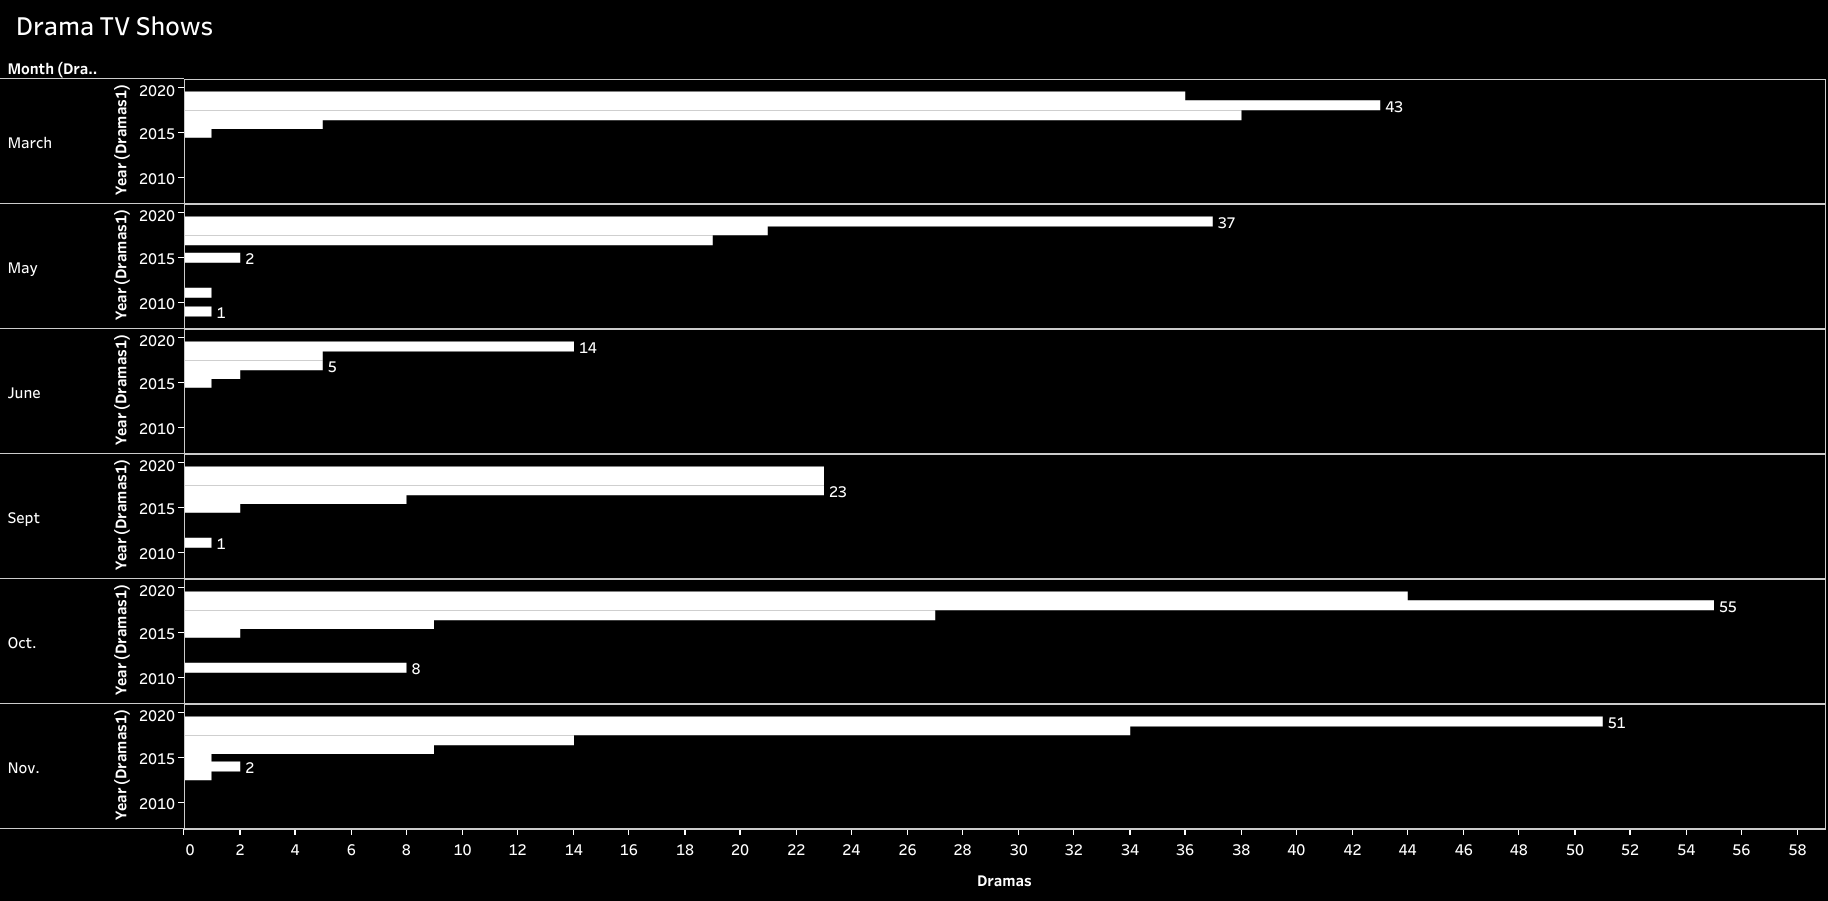 Drama TV Shows
Month (Dra..
March
Year (Dramas1)
2020
2015
2010
43
May
Year (Dramas1)
2020
2015
2010
37
2
1
June
Year (Dramas1)
2020
2015
2010
14
5
Sept
Year (Dramas1)
2020
2015
2010
23
1
Oct.
Year (Dramas1)
2020
2015
2010
55
8
Nov.
Year (Dramas1)
2020
2015
2010
51
2
0 2 4 6 8 10 12 14 16 18 20 22 24 26 28 30 32 34 36 38 40 42 44 46 48 50 52 54 56 58
Dramas